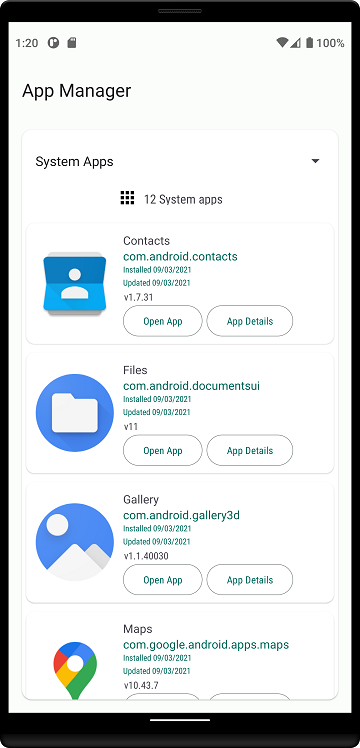 1:20
100%
App Manager
System Apps
12 System apps
Contacts
com.android.contacts
Installed 09/03/2021
Updated 09/03/2021
v1.7.31
Open App App Details
Files
com.android.documentsui
Installed 09/03/2021
Updated 09/03/2021
v11
Open App App Details
Gallery
com.android.gallery3d
Installed 09/03/2021
Updated 09/03/2021
v1.1.40030
Open App App Details
Maps
com.google.android.apps.maps
Installed 09/03/2021
Updated 09/03/2021
v10.43.7